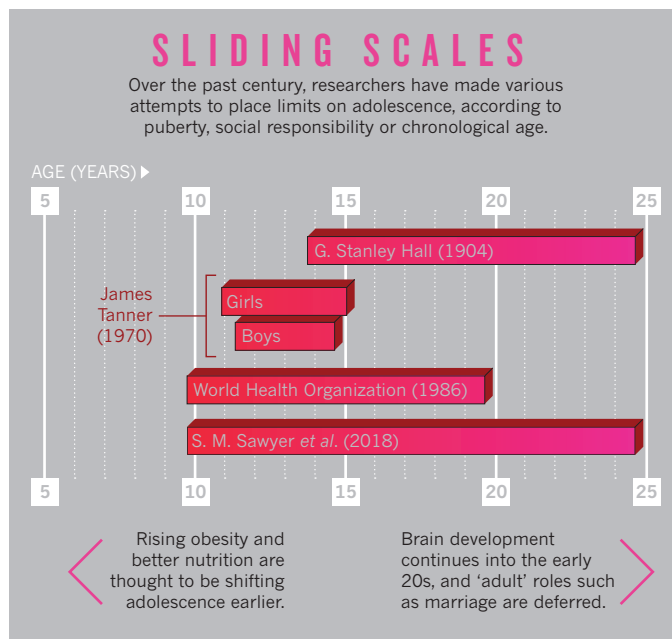 SLIDING SCALES
Over the past century, researchers have made various
attempts to place limits on adolescence, according to
puberty, social responsibility or chronological age.
AGE (YEARS)
5 10 15 20 25
G. Stanley Hall (1904)
James
Tanner
(1970)
Girls
Boys
World Health Organization (1986)
S. M. Sawyer et al. (2018)
5 10 15 20 25
Rising obesity and
better nutrition are
thought to be shifting
adolescence earlier.
Brain development
continues into the early
20s, and ‘adult’ roles such
as marriage are deferred.